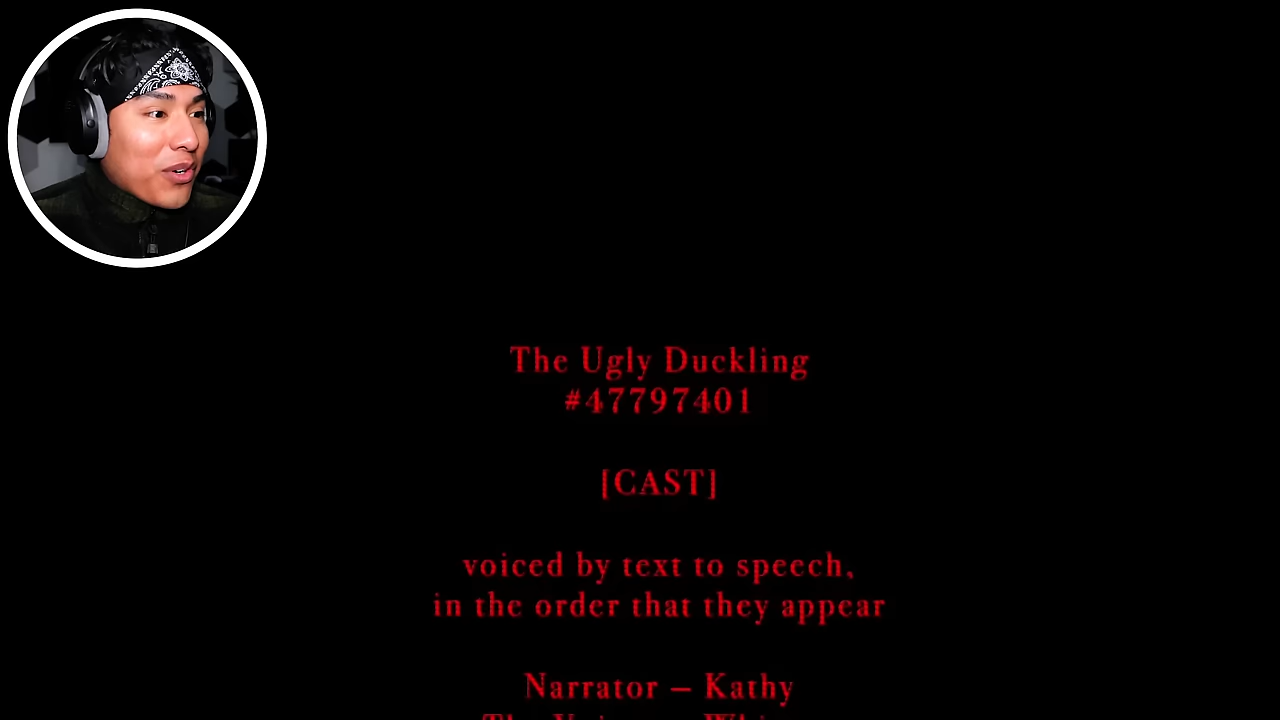 The Ugly Duckling
#47797401
[CAST]
voiced by text to speech,
in the order that they appear
Narrator – Kathy